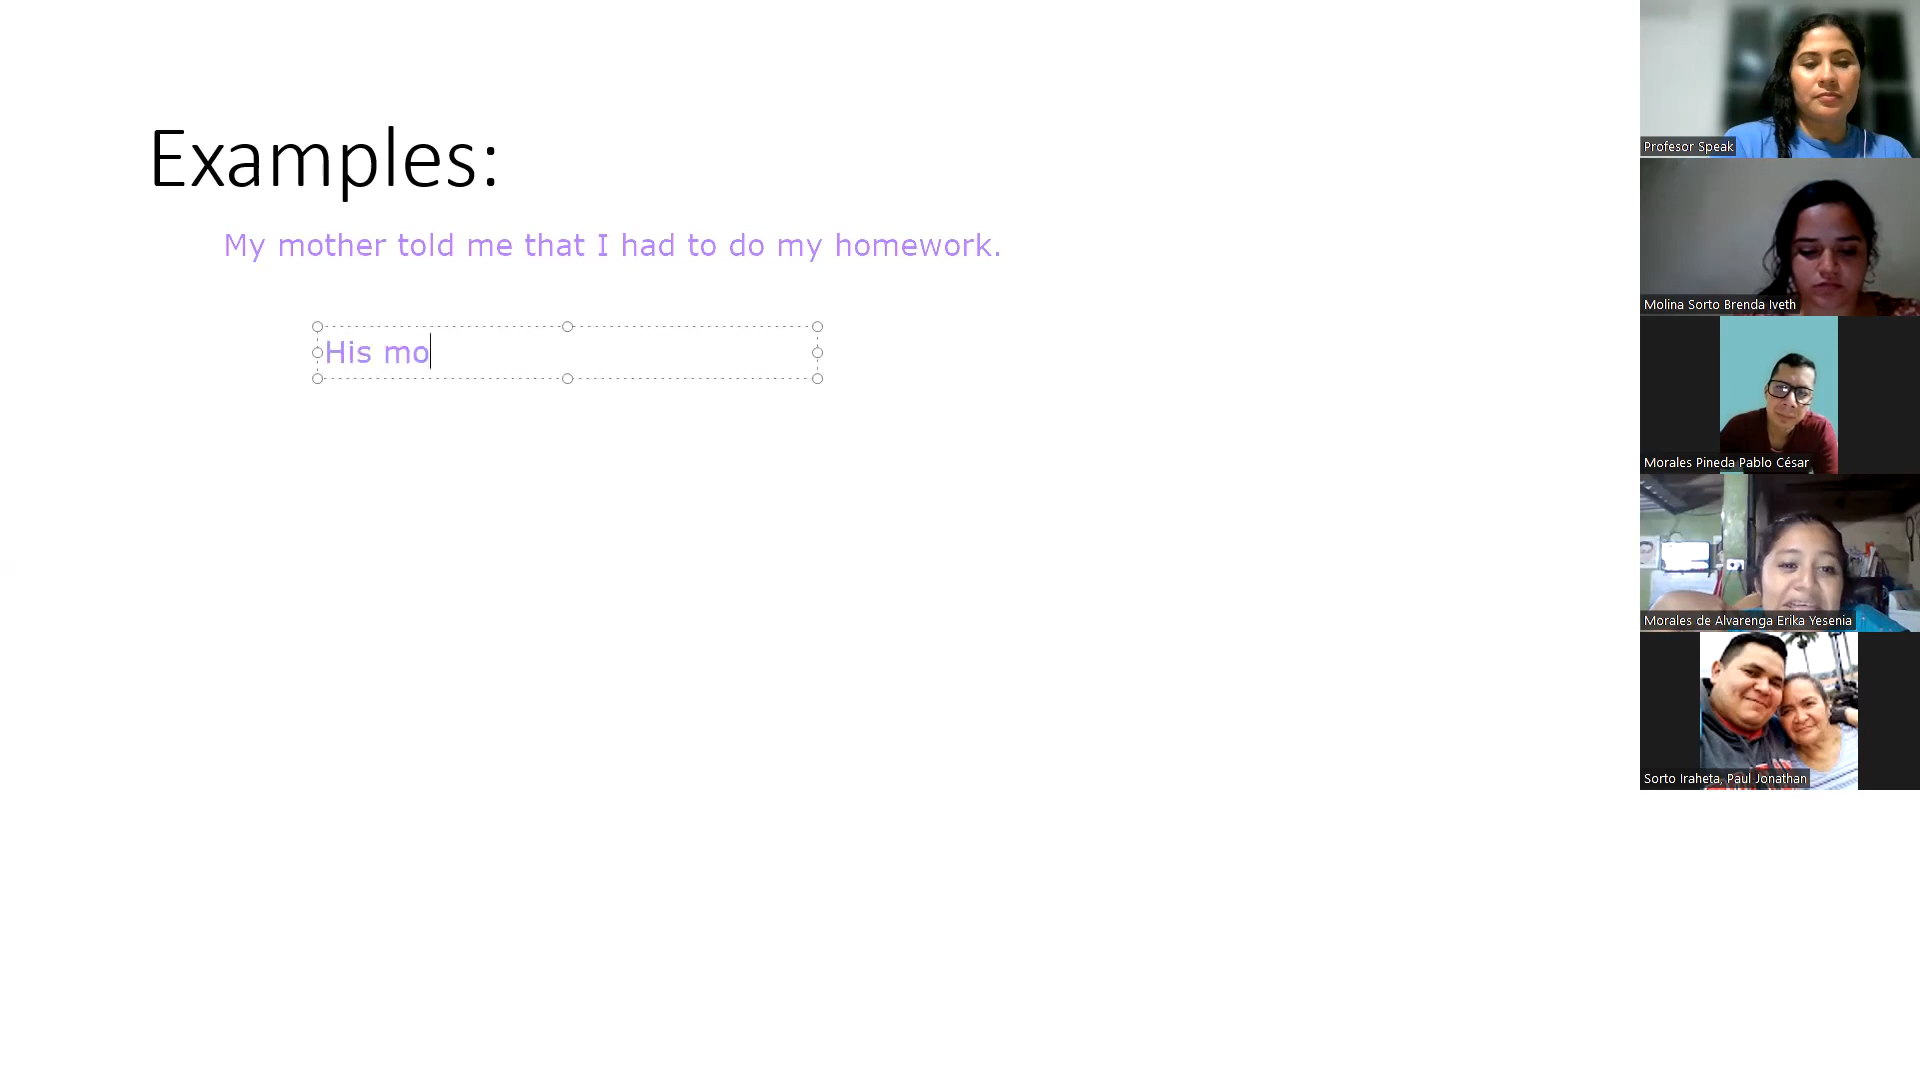 Examples:
My mother told me that I had to do my homework.
His mo
Profesor Speak
Molina Sorto Brenda Iveth
Morales Pineda Pablo César
Morales de Alvarenga Erika Yesenia
Sorto Iraheta, Paul Jonathan